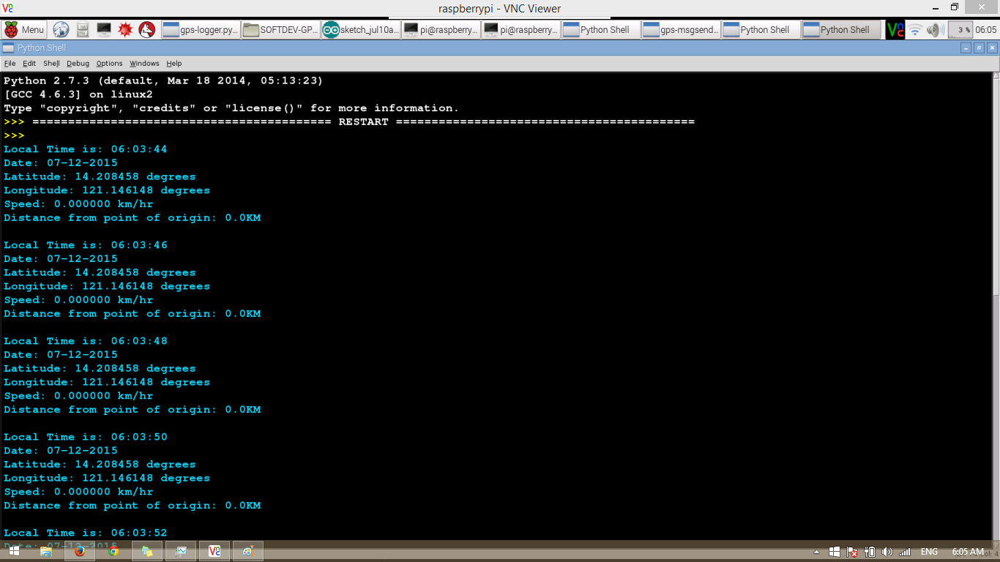 raspberrypi - VNC Viewer
Menu
gps-logger.py...
SOFTDEV-GP...
sketch_jul10a...
pi@raspberry...
pi@raspberry...
Python Shell
gps-msgsend...
Python Shell
Python Shell
3 %
06:05
Python Shell
File Edit Shell Debug Options Windows Help
Python 2.7.3 (default, Mar 18 2014, 05:13:23)
[GCC 4.6.3] on linux2
Type "copyright", "credits" or "license()" for more information.
>>> ========================================== RESTART ==========================================
>>>
Local Time is: 06:03:44
Date: 07-12-2015
Latitude: 14.208458 degrees
Longitude: 121.146148 degrees
Speed: 0.000000 km/hr
Distance from point of origin: 0.0KM
Local Time is: 06:03:46
Date: 07-12-2015
Latitude: 14.208458 degrees
Longitude: 121.146148 degrees
Speed: 0.000000 km/hr
Distance from point of origin: 0.0KM
Local Time is: 06:03:48
Date: 07-12-2015
Latitude: 14.208458 degrees
Longitude: 121.146148 degrees
Speed: 0.000000 km/hr
Distance from point of origin: 0.0KM
Local Time is: 06:03:50
Date: 07-12-2015
Latitude: 14.208458 degrees
Longitude: 121.146148 degrees
Speed: 0.000000 km/hr
Distance from point of origin: 0.0KM
Local Time is: 06:03:52
Date: 07-12-2015
ENG
6:05 AM